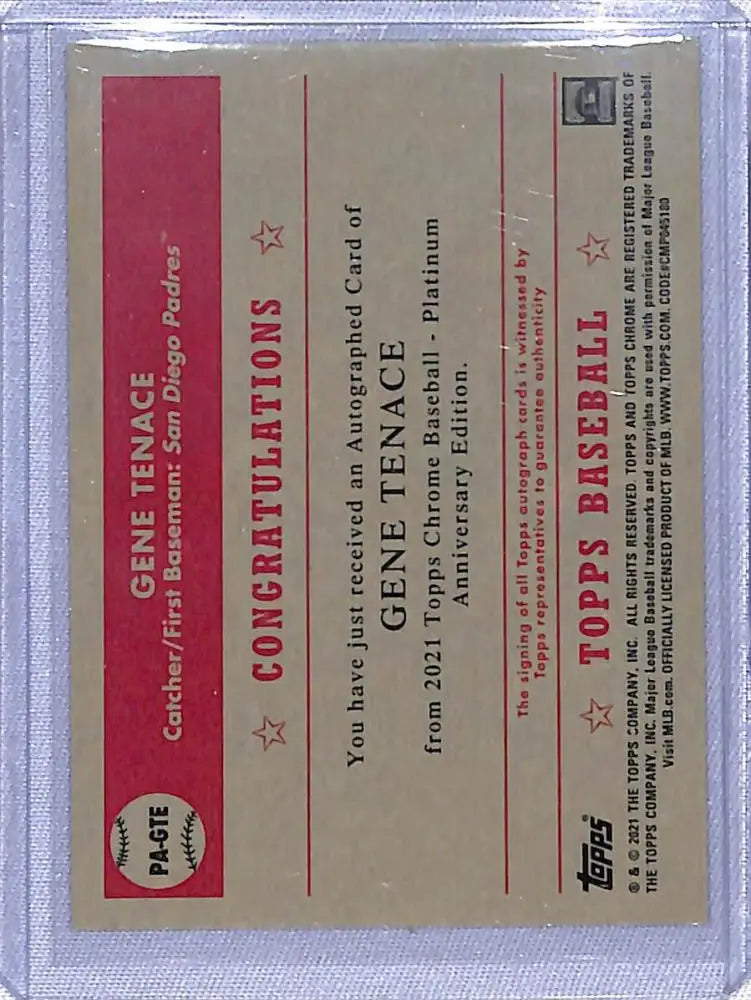 PA-GTE
GENE TENACE
Catcher/First Baseman: San Diego Padres™
CONGRATULATIONS
You have just received an Autographed Card of
GENE TENACE
from 2021 Topps Chrome Baseball - Platinum
Anniversary Edition.
The signing of all Topps autograph cards is witnessed by
Topps representatives to guarantee authenticity
topps®
TOPPS BASEBALL
® & © 2021 THE TOPPS COMPANY, INC. ALL RIGHTS RESERVED. TOPPS AND TOPPS CHROME ARE REGISTERED TRADEMARKS OF
THE TOPPS COMPANY, INC. Major League Baseball trademarks and copyrights are used with permission of Major League Baseball.
Visit MLB.com. OFFICIALLY LICENSED PRODUCT OF MLB. WWW.TOPPS.COM. CODE#CMP045180